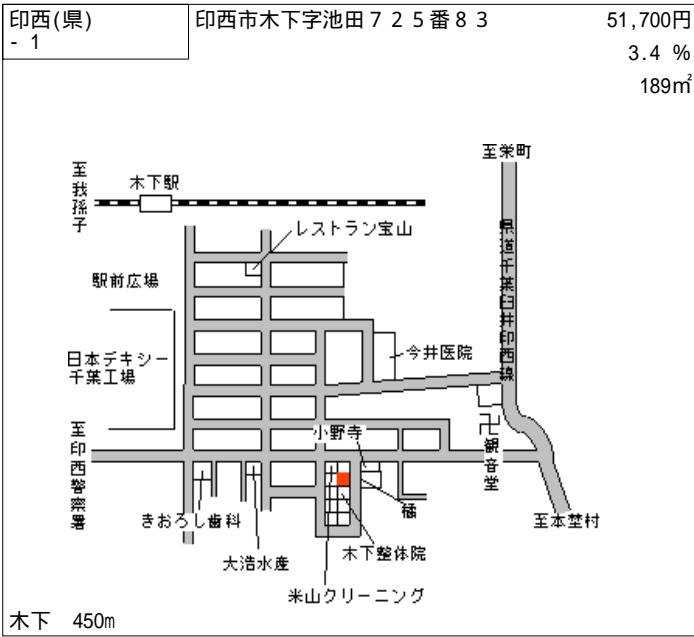 印西(県)
- 1
印西市木下字池田７２５番８３
51,700円
3.4 %
189㎡
至栄町
至我孫子
木下駅
レストラン宝山
県道千葉臼井印西線
駅前広場
日本デキシー
千葉工場
今井医院
至印西警察署
小野寺
卍
観音堂
きおろし歯科
橘
至本埜村
大浩水産
木下整体院
米山クリーニング
木下 450m